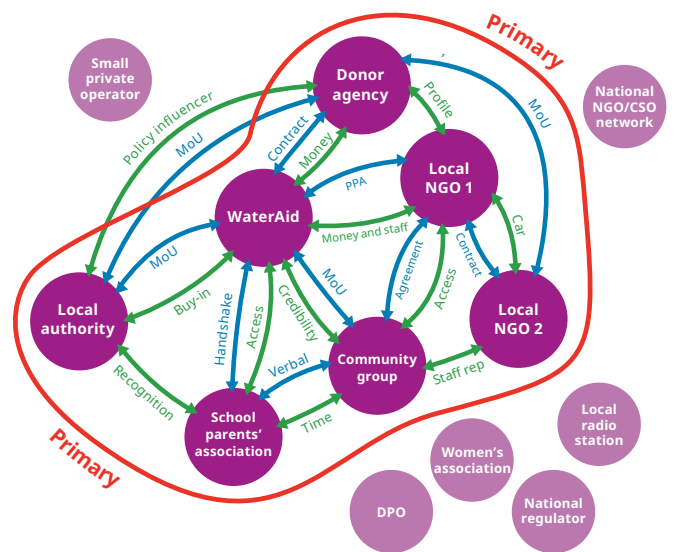 Primary
Small
private
operator
Donor
agency
National
NGO/CSO
network
Policy influencer
MoU
Contract
Money
Profile
,
MoU
Local
NGO 1
PPA
WaterAid
Money and staff
Car
MoU
Buy-in
Handshake
Access
Credibility
MoU
Agreement
Access
Contract
Local
authority
Local
NGO 2
Community
group
Verbal
Staff rep
Recognition
Time
School
parents’
association
Primary
Local
radio
station
Women’s
association
DPO
National
regulator